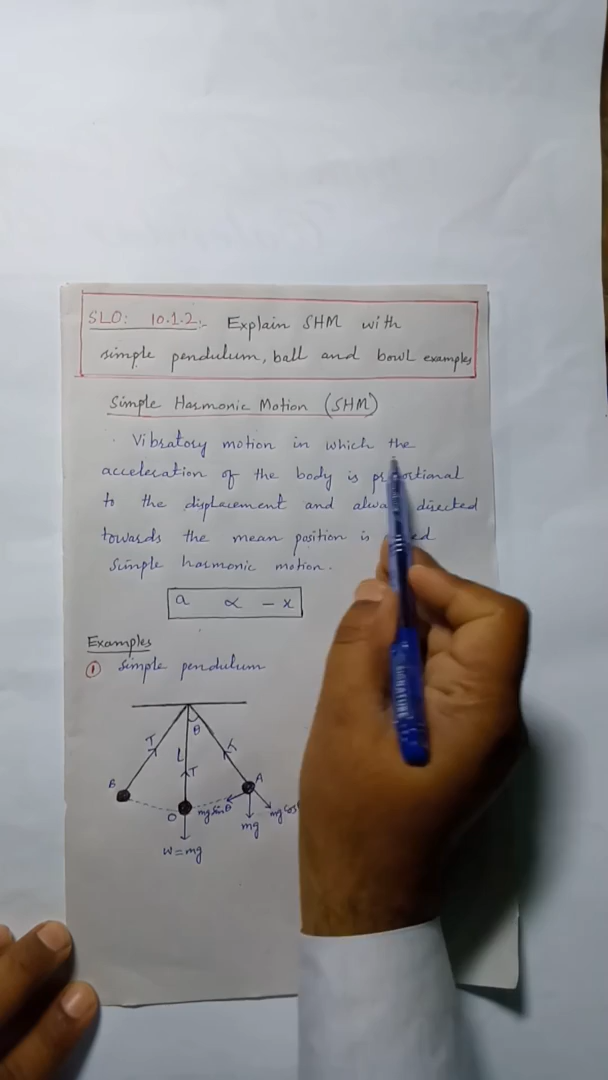 SLO: 10.1.2:- Explain SHM with
simple pendulum, ball and bowl examples
Simple Harmonic Motion (SHM)
Vibratory motion in which the
acceleration of the body is
to the displacement and directed
towards the mean position is
simple harmonic motion.
a ∝ - x
Examples
① simple pendulum
θ
T L T
T
B A
O mg sinθ
mg
W = mg
SIGNATURE